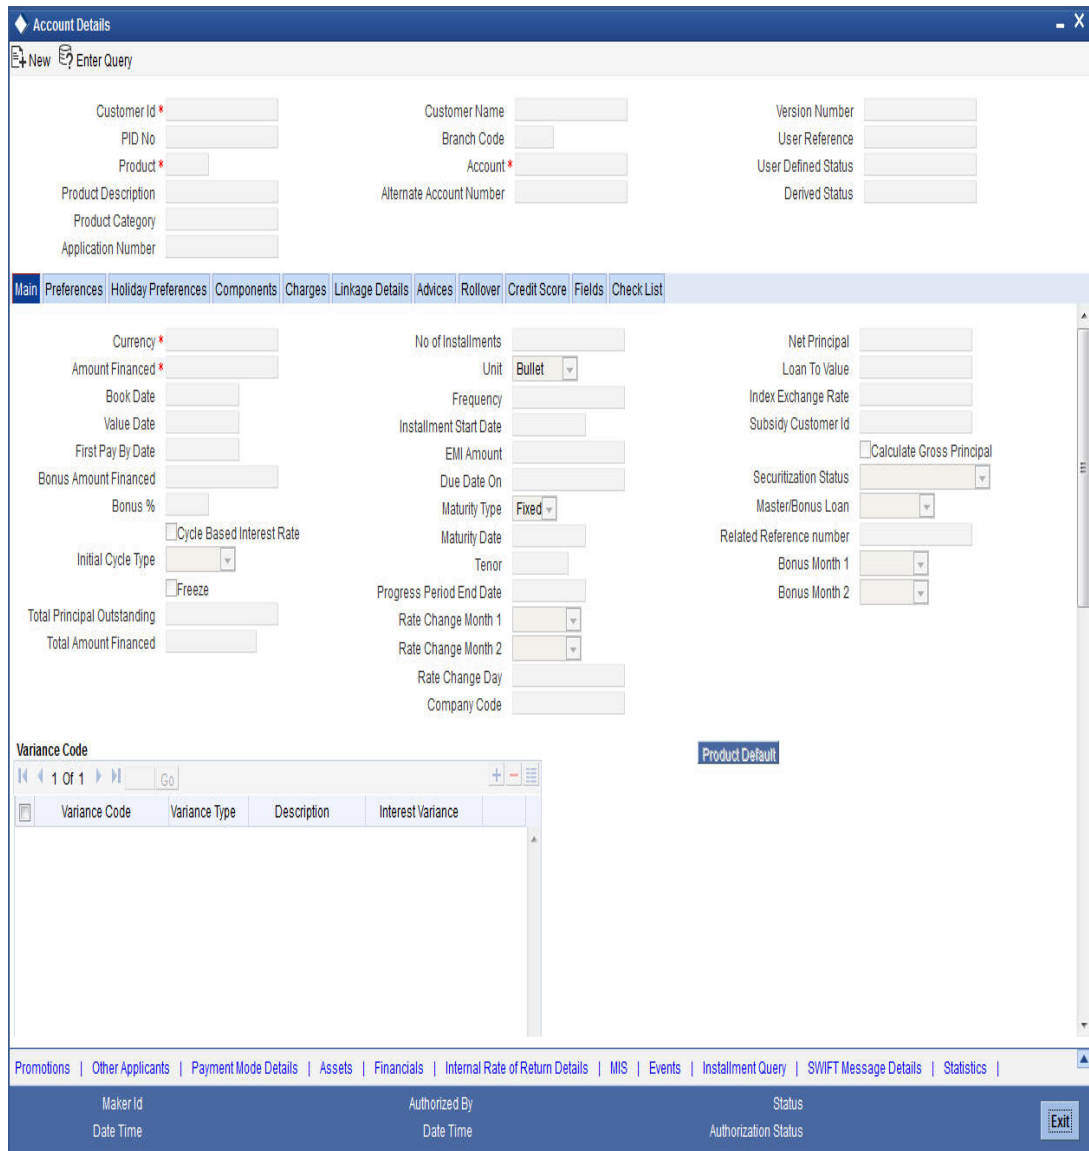 Account Details
New Enter Query
Customer Id * Customer Name Version Number
PID No Branch Code User Reference
Product * Account * User Defined Status
Product Description Alternate Account Number Derived Status
Product Category
Application Number
Main Preferences Holiday Preferences Components Charges Linkage Details Advices Rollover Credit Score Fields Check List
Currency * No of Installments Net Principal
Amount Financed * Unit Bullet Loan To Value
Book Date Frequency Index Exchange Rate
Value Date Installment Start Date Subsidy Customer Id
First Pay By Date EMI Amount Calculate Gross Principal
Bonus Amount Financed Due Date On Securitization Status
Bonus % Maturity Type Fixed Master/Bonus Loan
Cycle Based Interest Rate Maturity Date Related Reference number
Initial Cycle Type Tenor Bonus Month 1
Freeze Progress Period End Date Bonus Month 2
Total Principal Outstanding Rate Change Month 1
Total Amount Financed Rate Change Month 2
Rate Change Day
Company Code
Variance Code Product Default
1 Of 1 Go
Variance Code Variance Type Description Interest Variance
Promotions | Other Applicants | Payment Mode Details | Assets | Financials | Internal Rate of Return Details | MIS | Events | Installment Query | SWIFT Message Details | Statistics |
Maker Id Authorized By Status
Date Time Date Time Authorization Status
Exit